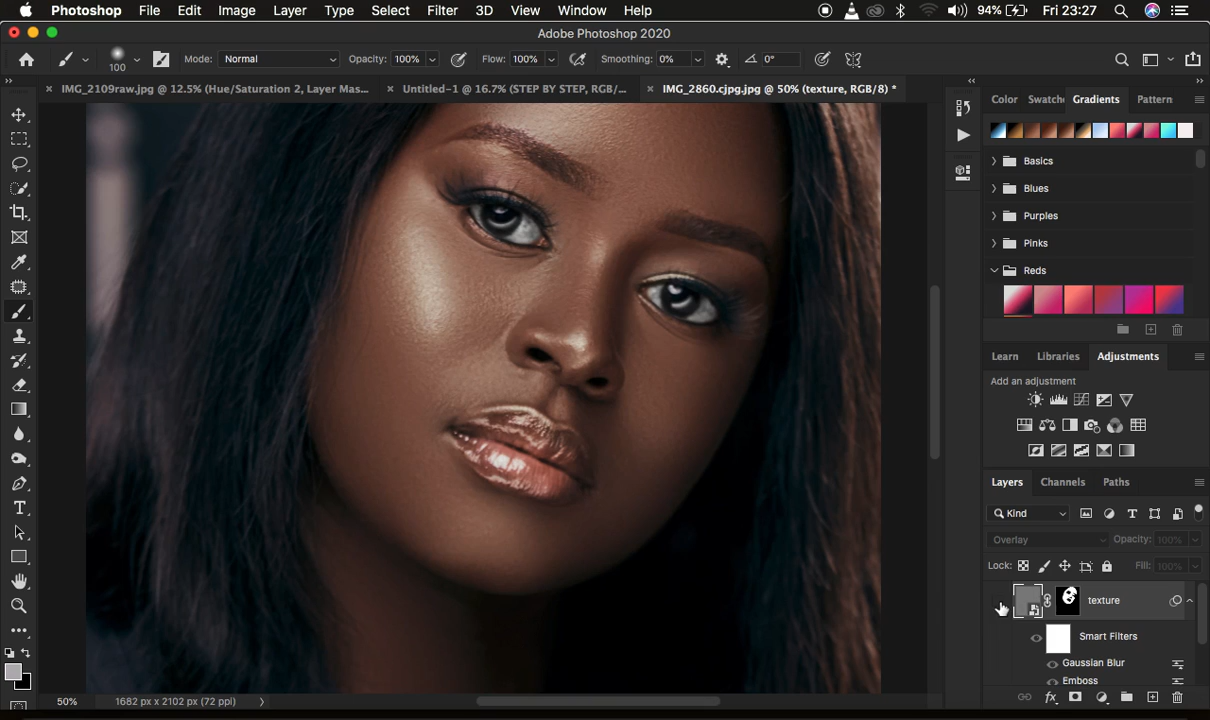 Photoshop File Edit Image Layer Type Select Filter 3D View Window Help 94% Fri 23:27
Adobe Photoshop 2020
100 Mode: Normal Opacity: 100% Flow: 100% Smoothing: 0% 0°
IMG_2109raw.jpg @ 12.5% (Hue/Saturation 2, Layer Mas... Untitled-1 @ 16.7% (STEP BY STEP, RGB/... IMG_2860.cjpg.jpg @ 50% (texture, RGB/8) *
Color Swatche Gradients Pattern
Basics
Blues
Purples
Pinks
Reds
Learn Libraries Adjustments
Add an adjustment
Layers Channels Paths
Kind
Overlay Opacity: 100%
Lock: Fill: 100%
texture
Smart Filters
Gaussian Blur
Emboss
50% 1682 px x 2102 px (72 ppi)